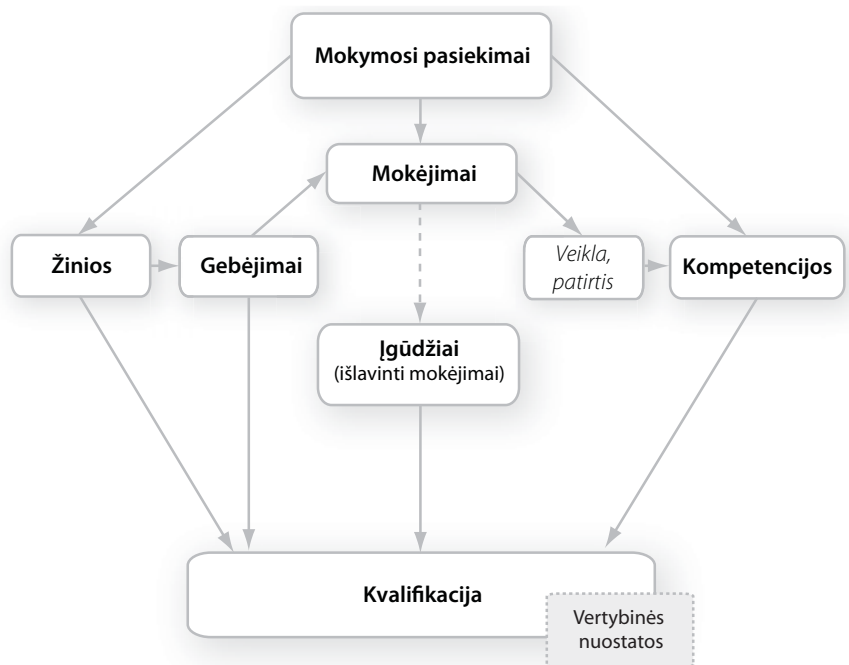 Mokymosi pasiekimai
Mokėjimai
Žinios
Gebėjimai
Veikla,
patirtis
Kompetencijos
Įgūdžiai
(išlavinti mokėjimai)
Kvalifikacija
Vertybinės
nuostatos